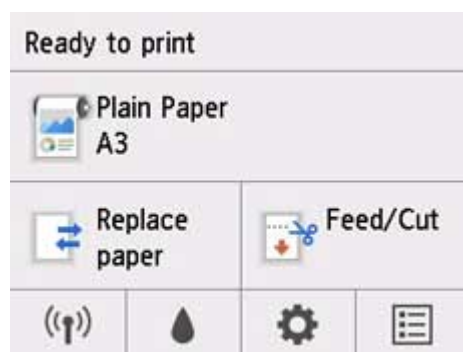 Ready to print
Plain Paper
A3
Replace
paper
Feed/Cut